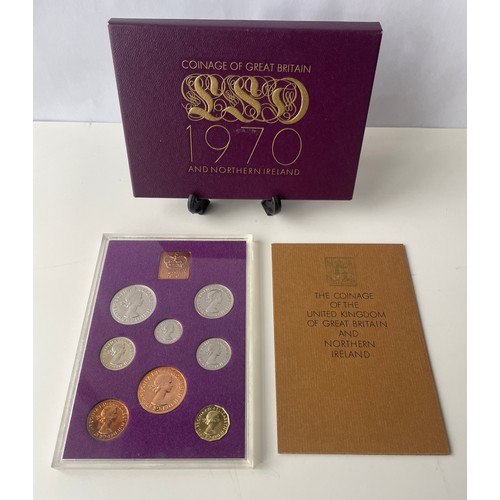 COINAGE OF GREAT BRITAIN
LSD
1970
AND NORTHERN IRELAND
THE COINAGE
OF THE
UNITED KINGDOM
OF GREAT BRITAIN
AND
NORTHERN
IRELAND